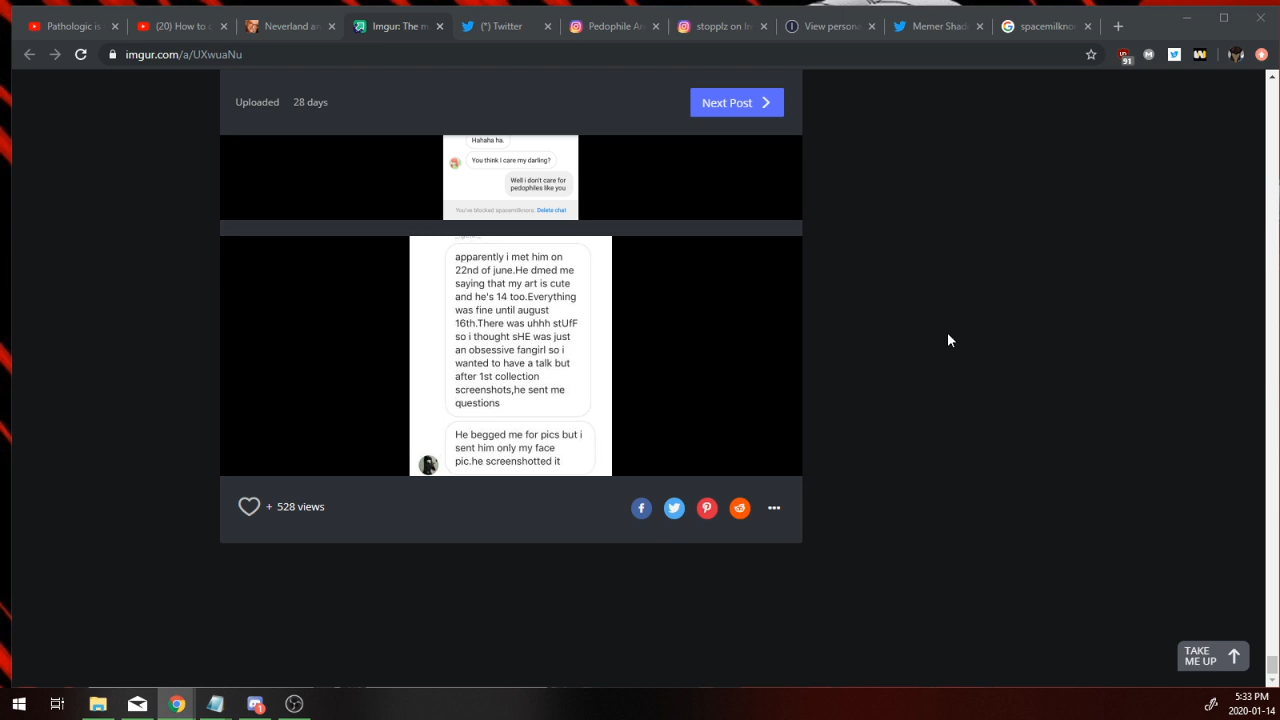 Pathologic is
How to c
Neverland ar
Imgur: The m
(*) Twitter
Pedophile An
stopplz on In
View person
Memer Shad
spacemilkno
imgur.com/a/UXwuaNu
91
Uploaded 28 days
Next Post
Hahaha ha.
You think I care my darling?
Well i don't care for
pedophiles like you
You've blocked Delete chat
apparently i met him on
22nd of june.He dmed me
saying that my art is cute
and he's 14 too.Everything
was fine until august
16th.There was uhhh stUfF
so i thought sHE was just
an obsessive fangirl so i
wanted to have a talk but
after 1st collection
screenshots,he sent me
questions
He begged me for pics but i
sent him only my face
pic.he screenshotted it
+ 528 views
TAKE
ME UP
5:33 PM
2020-01-14